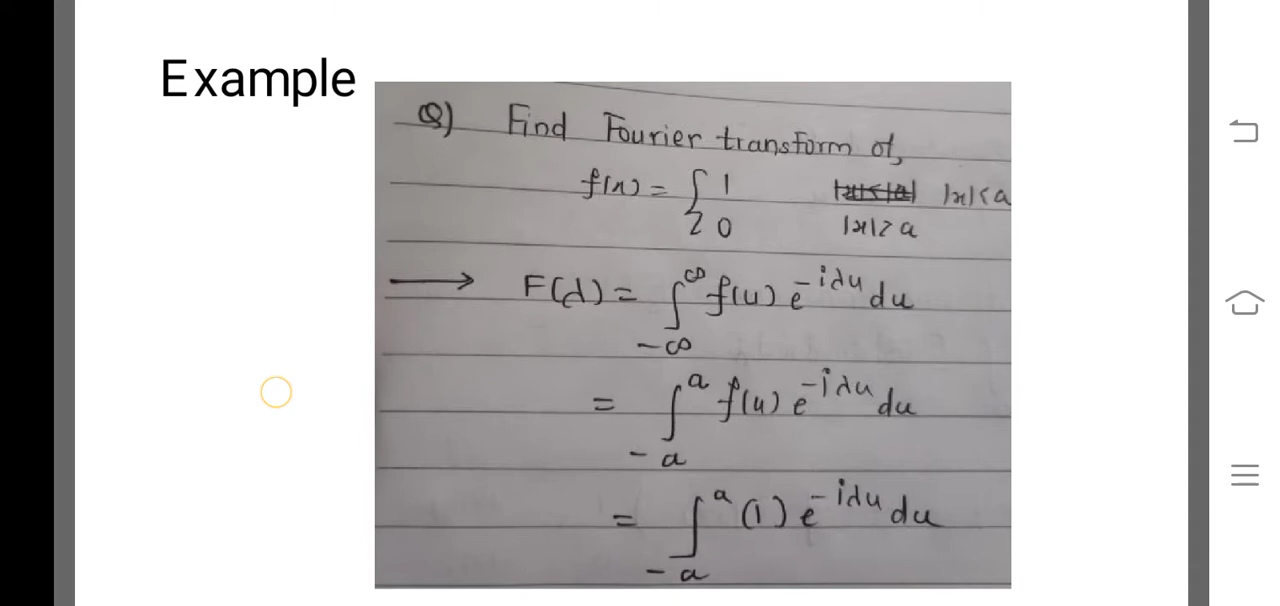 Example
Q) Find Fourier transform of,
f(x) = { 1 |x|<a
0 |x|> a
⟶ F(λ) = ∫_{-∞}^{∞} f(u) e^{-iλu} du
= ∫_{-a}^{a} f(u) e^{-iλu} du
= ∫_{-a}^{a} (1) e^{-iλu} du